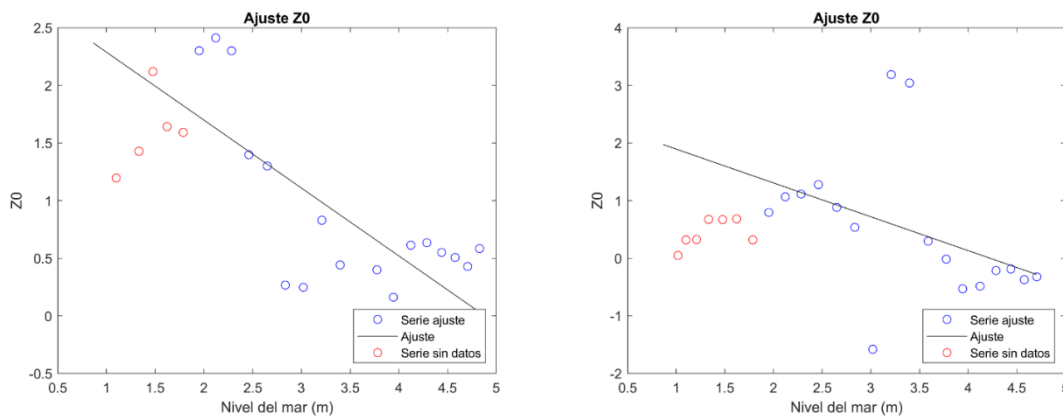 Ajuste Z0
2.5
2
1.5
1
0.5
0
-0.5
Z0
0.5 1 1.5 2 2.5 3 3.5 4 4.5 5
Nivel del mar (m)
Serie ajuste
Ajuste
Serie sin datos
Ajuste Z0
4
3
2
1
0
-1
-2
Z0
0.5 1 1.5 2 2.5 3 3.5 4 4.5 5
Nivel del mar (m)
Serie ajuste
Ajuste
Serie sin datos